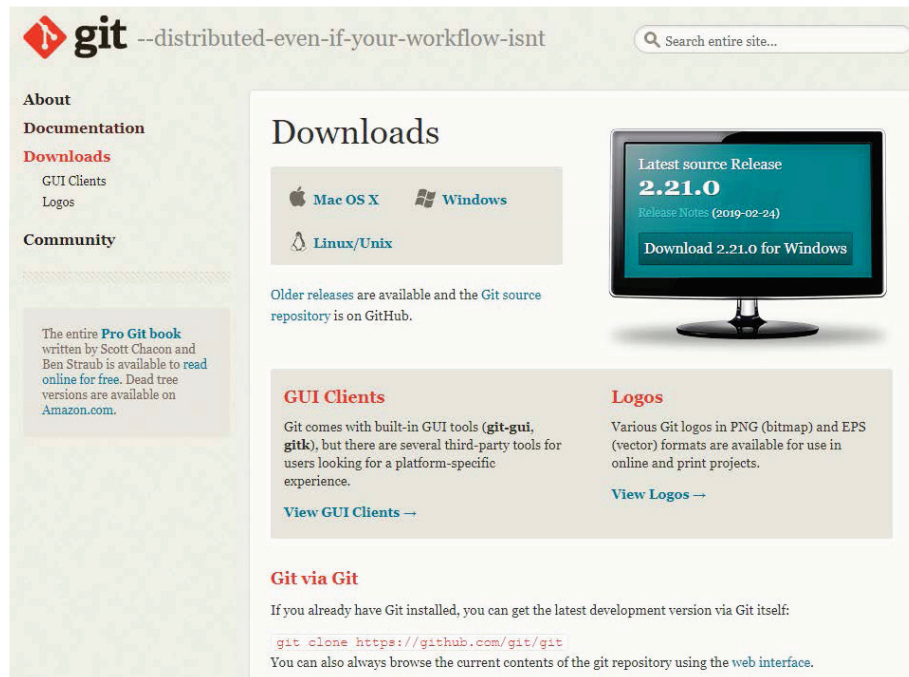 git --distributed-even-if-your-workflow-isnt
Search entire site...
About
Documentation
Downloads
GUI Clients
Logos
Community
The entire Pro Git book
written by Scott Chacon and
Ben Straub is available to read
online for free. Dead tree
versions are available on
Amazon.com.
Downloads
Mac OS X
Windows
Linux/Unix
Older releases are available and the Git source
repository is on GitHub.
Latest source Release
2.21.0
Release Notes (2019-02-24)
Download 2.21.0 for Windows
GUI Clients
Git comes with built-in GUI tools (git-gui,
gitk), but there are several third-party tools for
users looking for a platform-specific
experience.
View GUI Clients →
Logos
Various Git logos in PNG (bitmap) and EPS
(vector) formats are available for use in
online and print projects.
View Logos →
Git via Git
If you already have Git installed, you can get the latest development version via Git itself:
git clone https://github.com/git/git
You can also always browse the current contents of the git repository using the web interface.